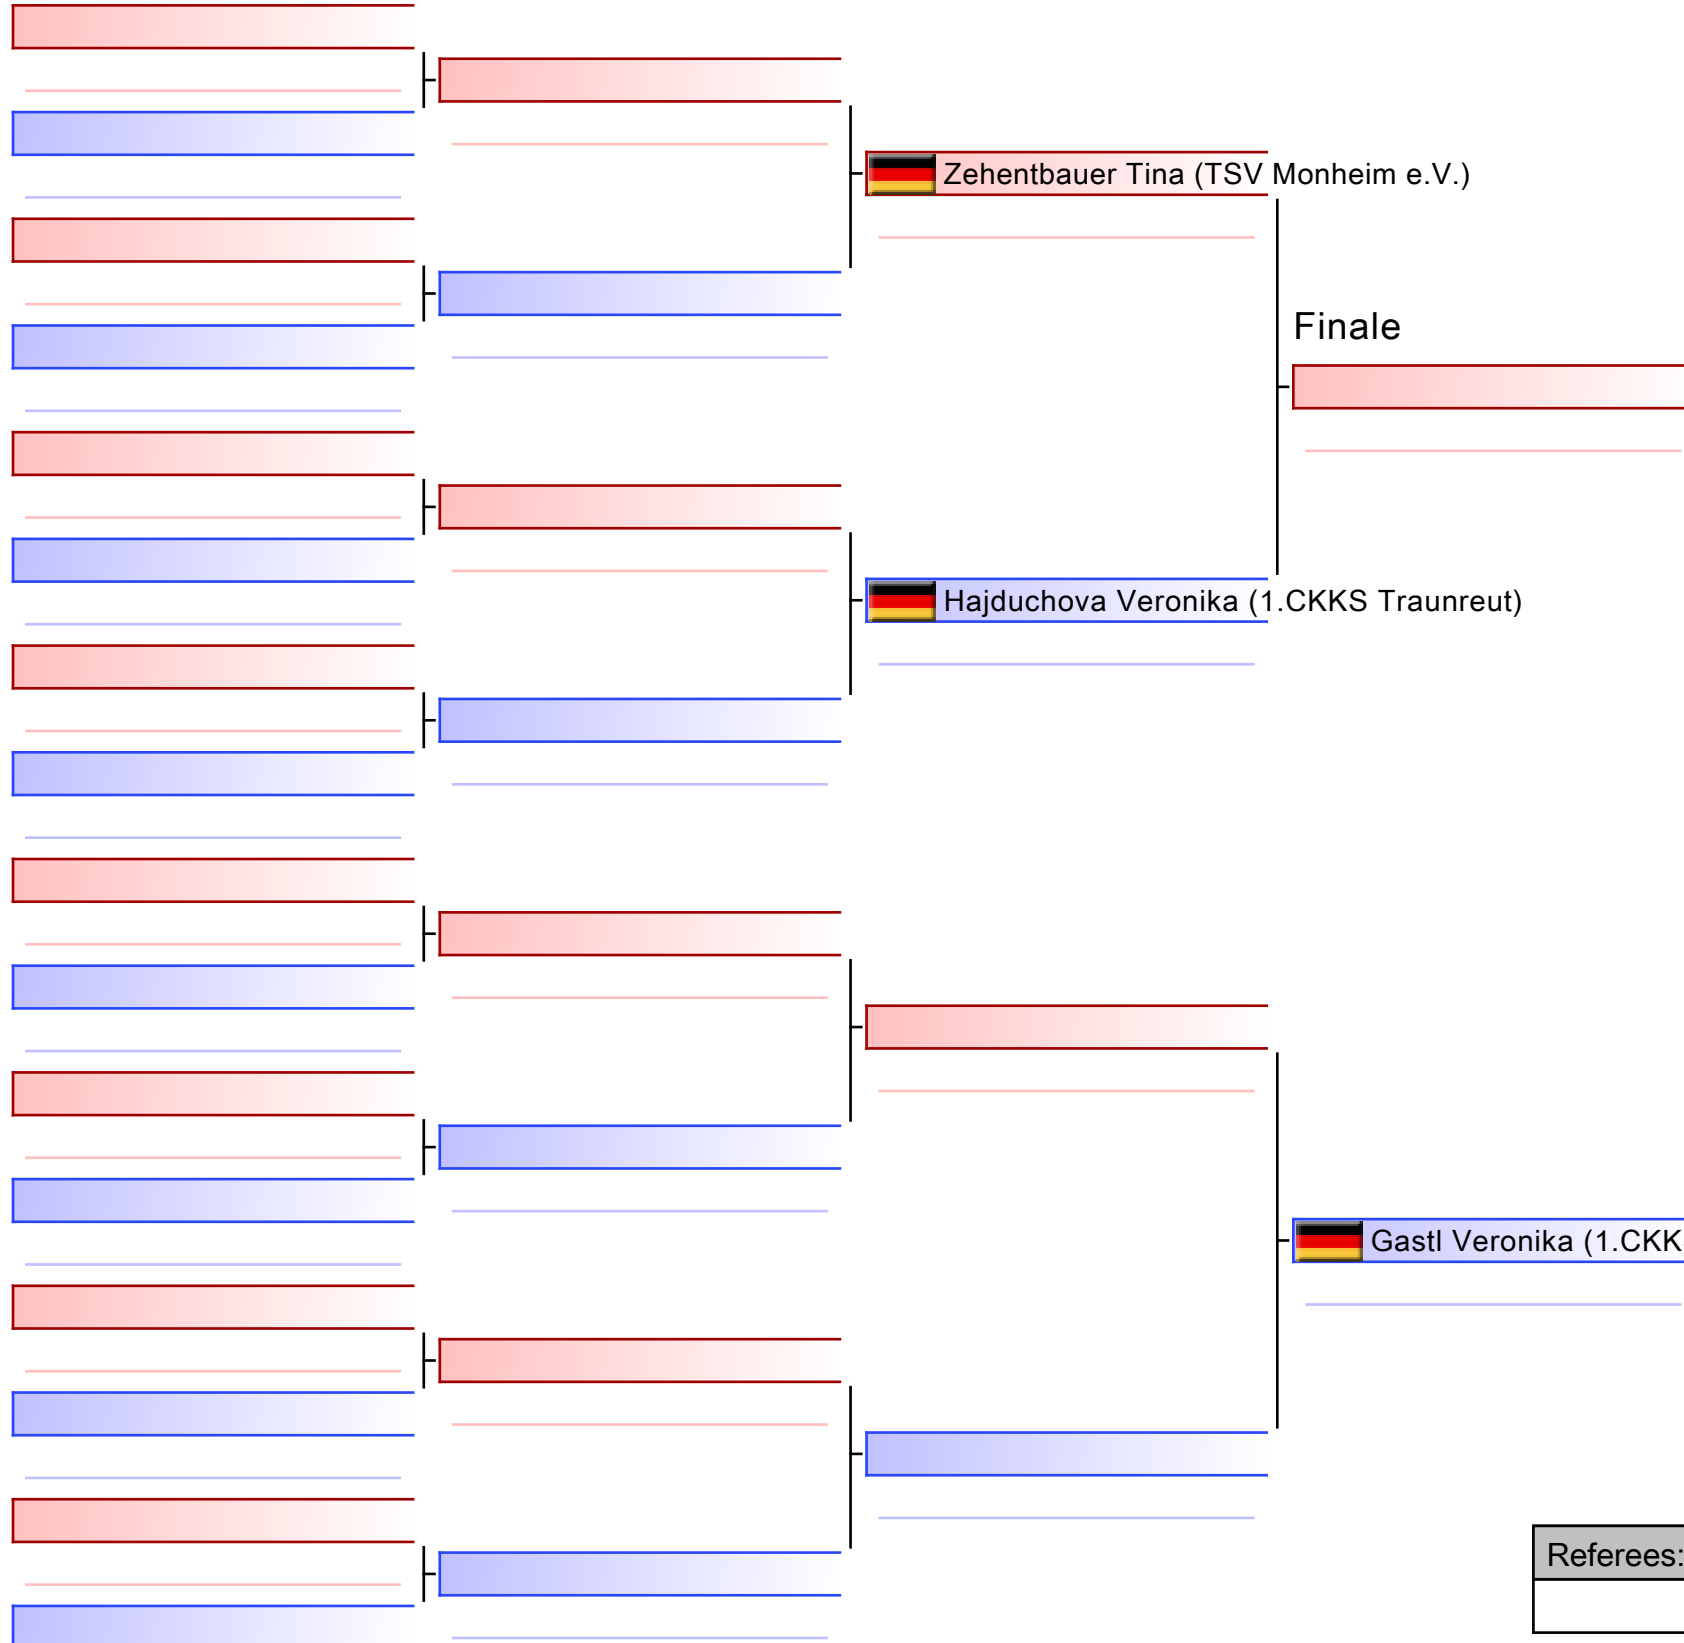 Zehentbauer Tina (TSV Monheim e.V.)
Finale
Hajduchova Veronika (1.CKKS Traunreut)
Gastl Veronika (1.CKK
Referees: